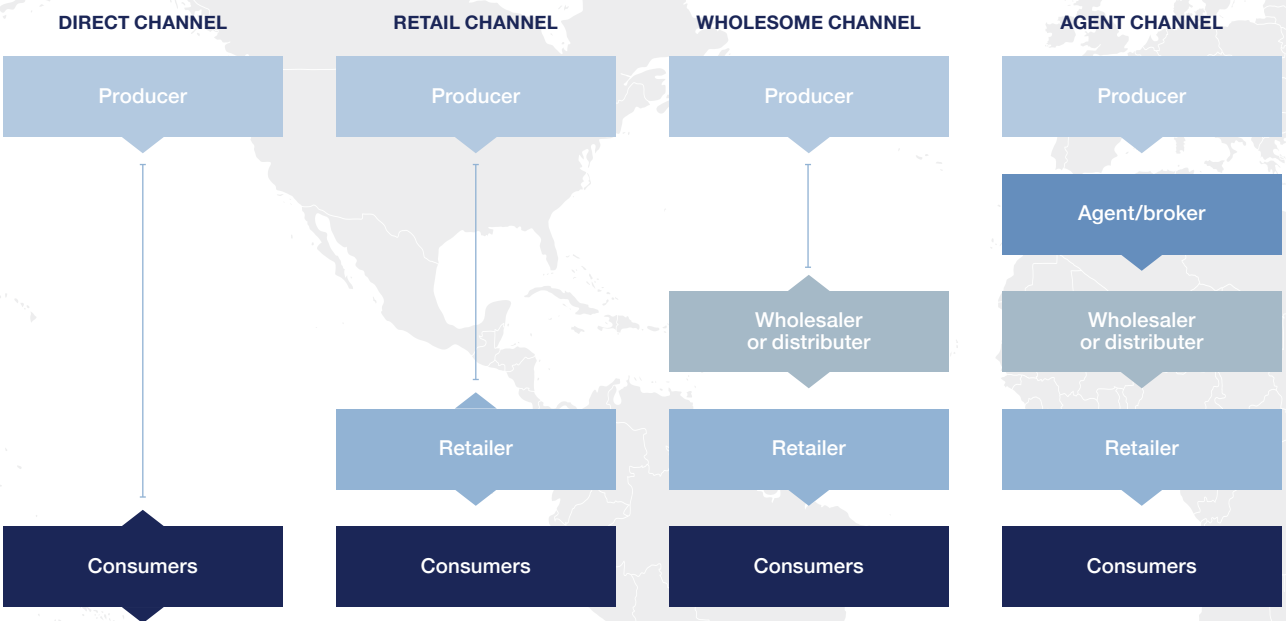 DIRECT CHANNEL
RETAIL CHANNEL
WHOLESOME CHANNEL
AGENT CHANNEL
Producer
Producer
Producer
Producer
Agent/broker
Wholesaler
or distributer
Wholesaler
or distributer
Retailer
Retailer
Retailer
Consumers
Consumers
Consumers
Consumers